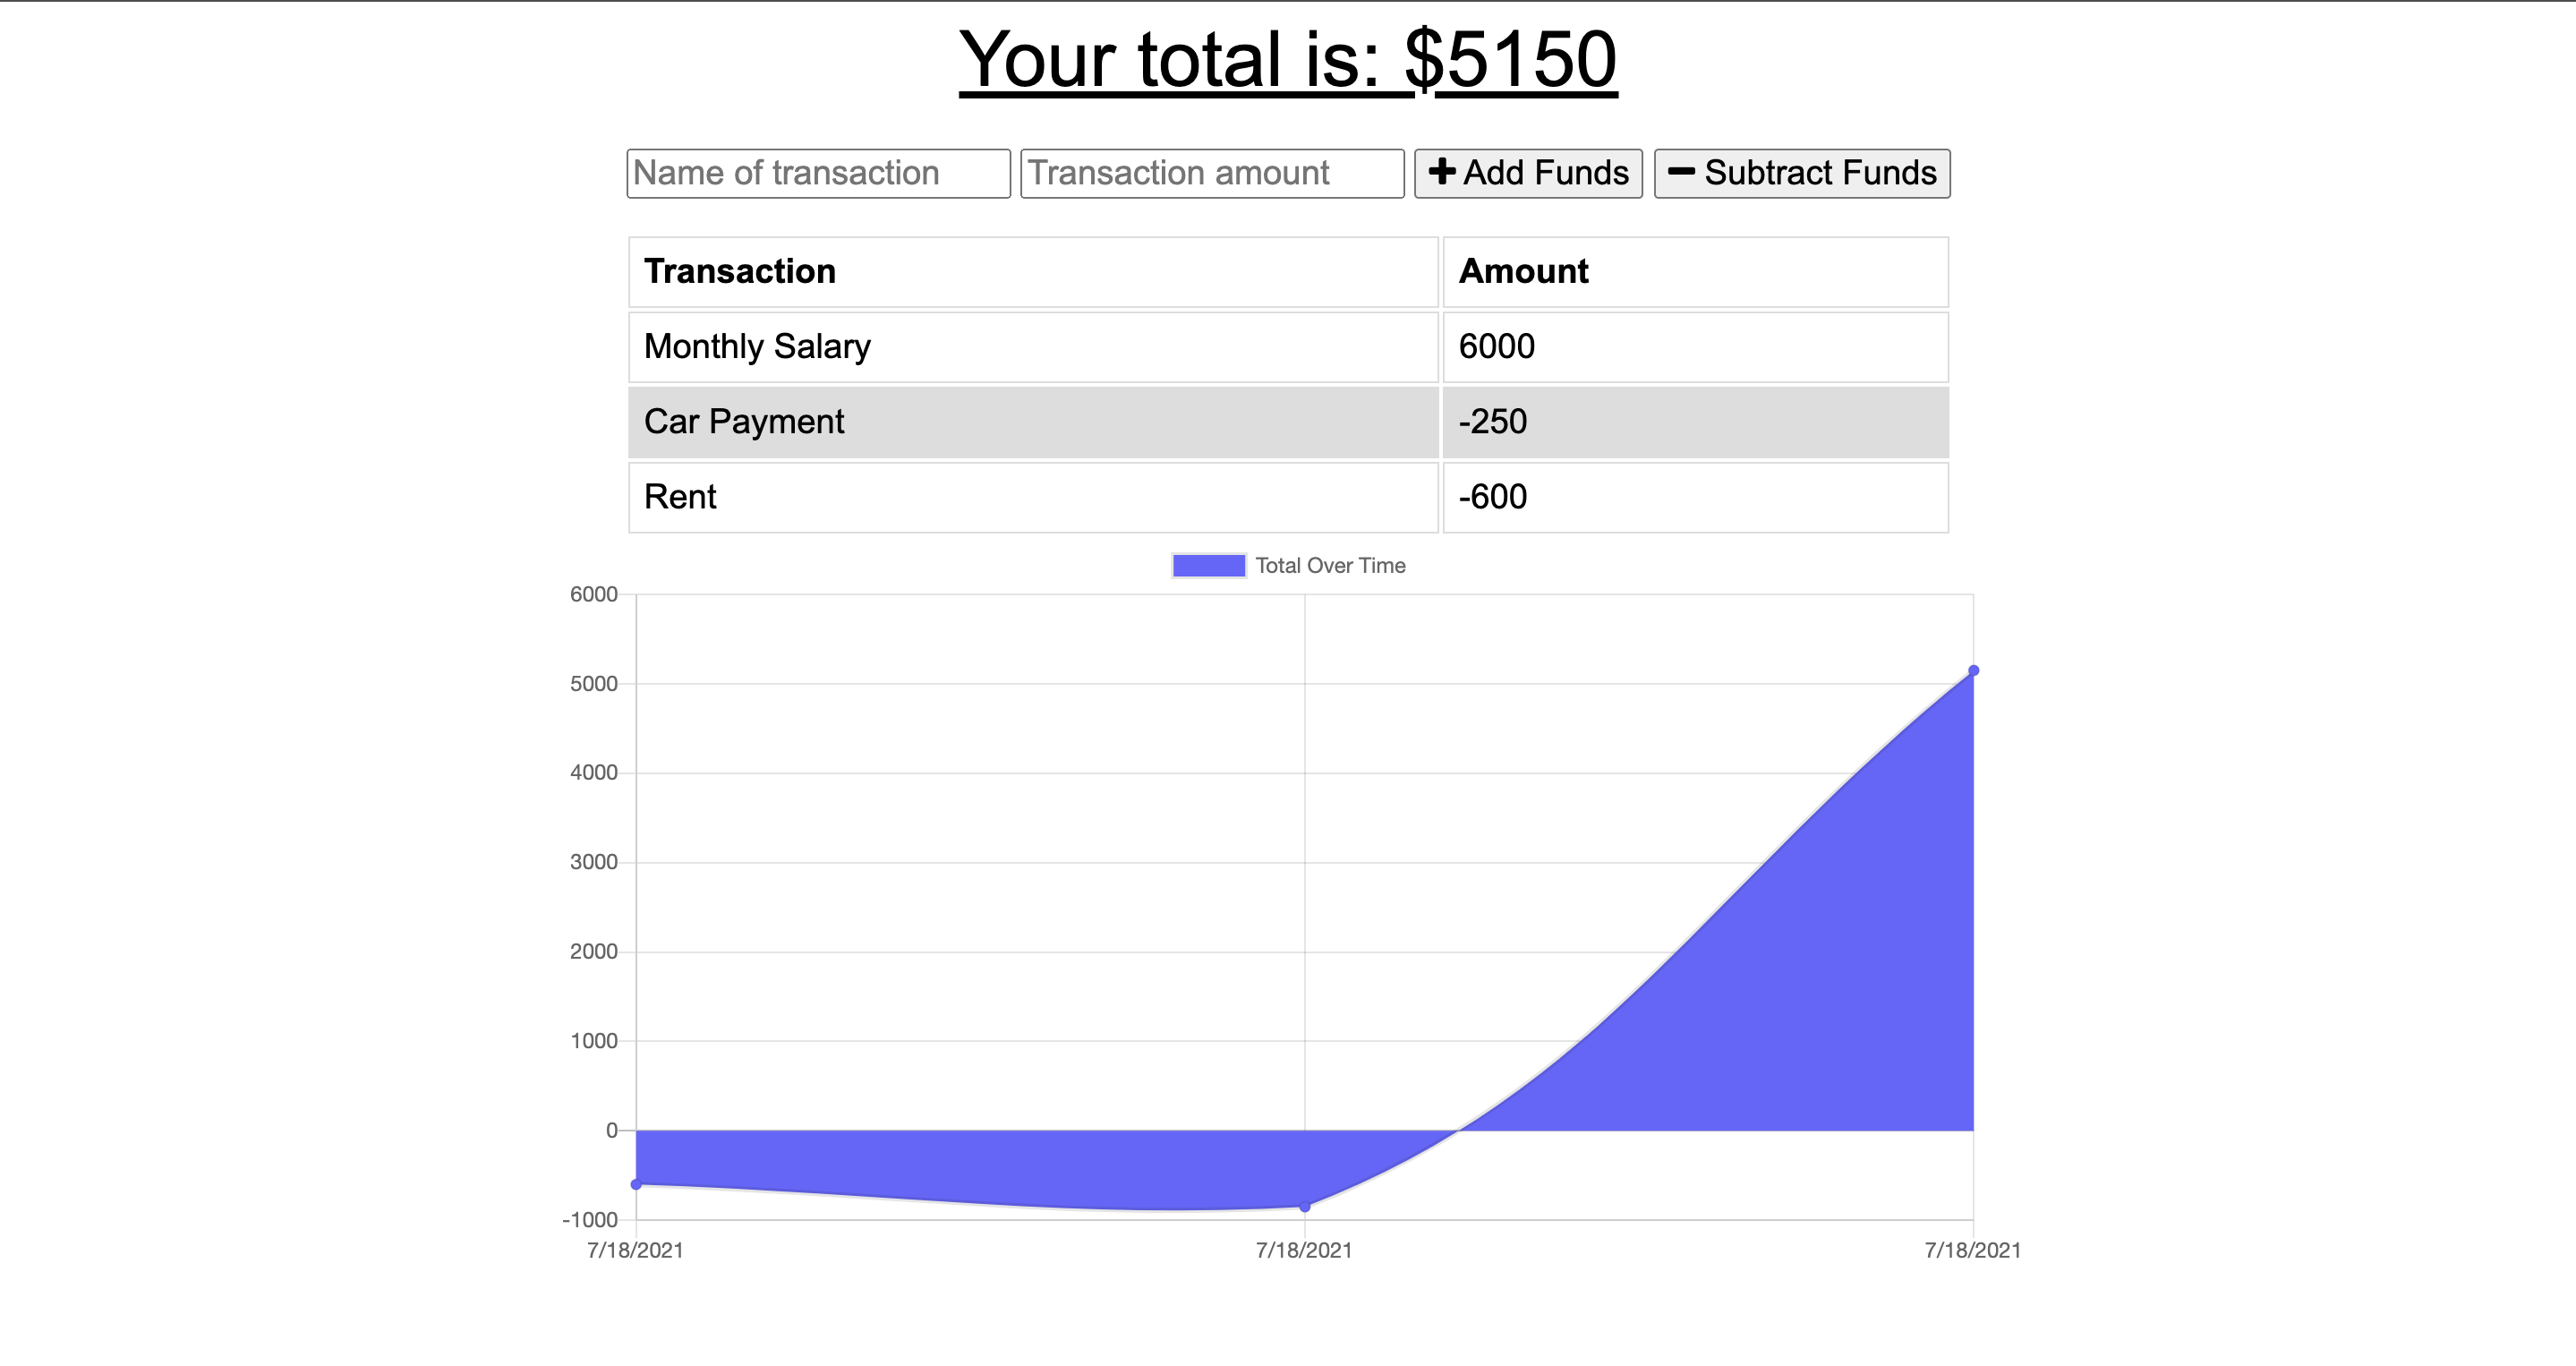 Your total is: $5150
Name of transaction Transaction amount Add Funds Subtract Funds
Transaction Amount
Monthly Salary 6000
Car Payment -250
Rent -600
Total Over Time
6000
5000
4000
3000
2000
1000
0
-1000
7/18/2021 7/18/2021 7/18/2021